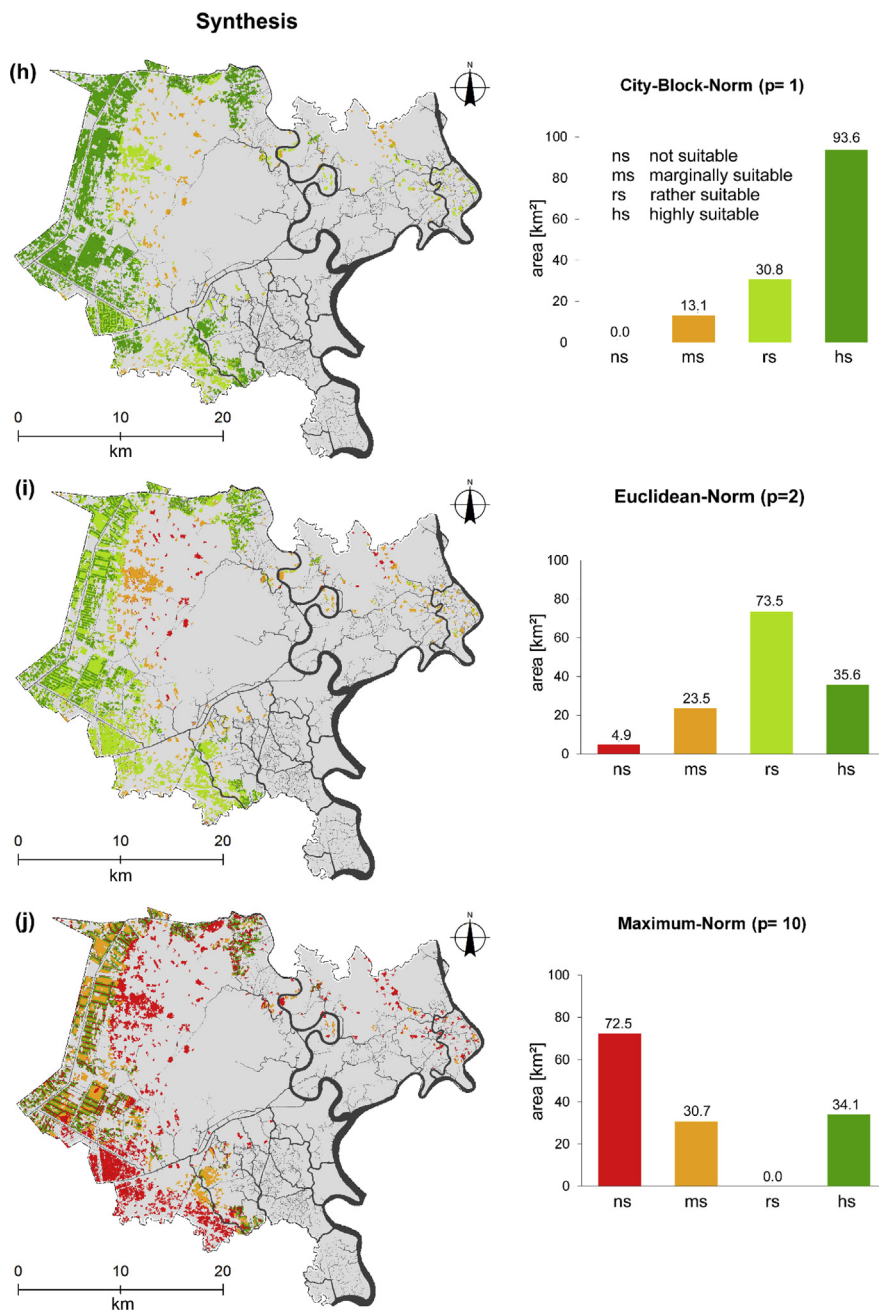 Synthesis
(h)
N
0 10 20
km
City-Block-Norm (p= 1)
area [km²]
100
80
60
40
20
0
ns not suitable
ms marginally suitable
rs rather suitable
hs highly suitable
0.0
13.1
30.8
93.6
ns ms rs hs
(i)
N
0 10 20
km
Euclidean-Norm (p=2)
area [km²]
100
80
60
40
20
0
4.9
23.5
73.5
35.6
ns ms rs hs
(j)
N
0 10 20
km
Maximum-Norm (p= 10)
area [km²]
100
80
60
40
20
0
72.5
30.7
0.0
34.1
ns ms rs hs